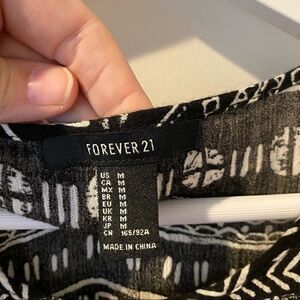 FOREVER 21
US M
CA M
MX M
BR M
EU M
UK M
KR M
JP M
CN 165/92A
MADE IN CHINA